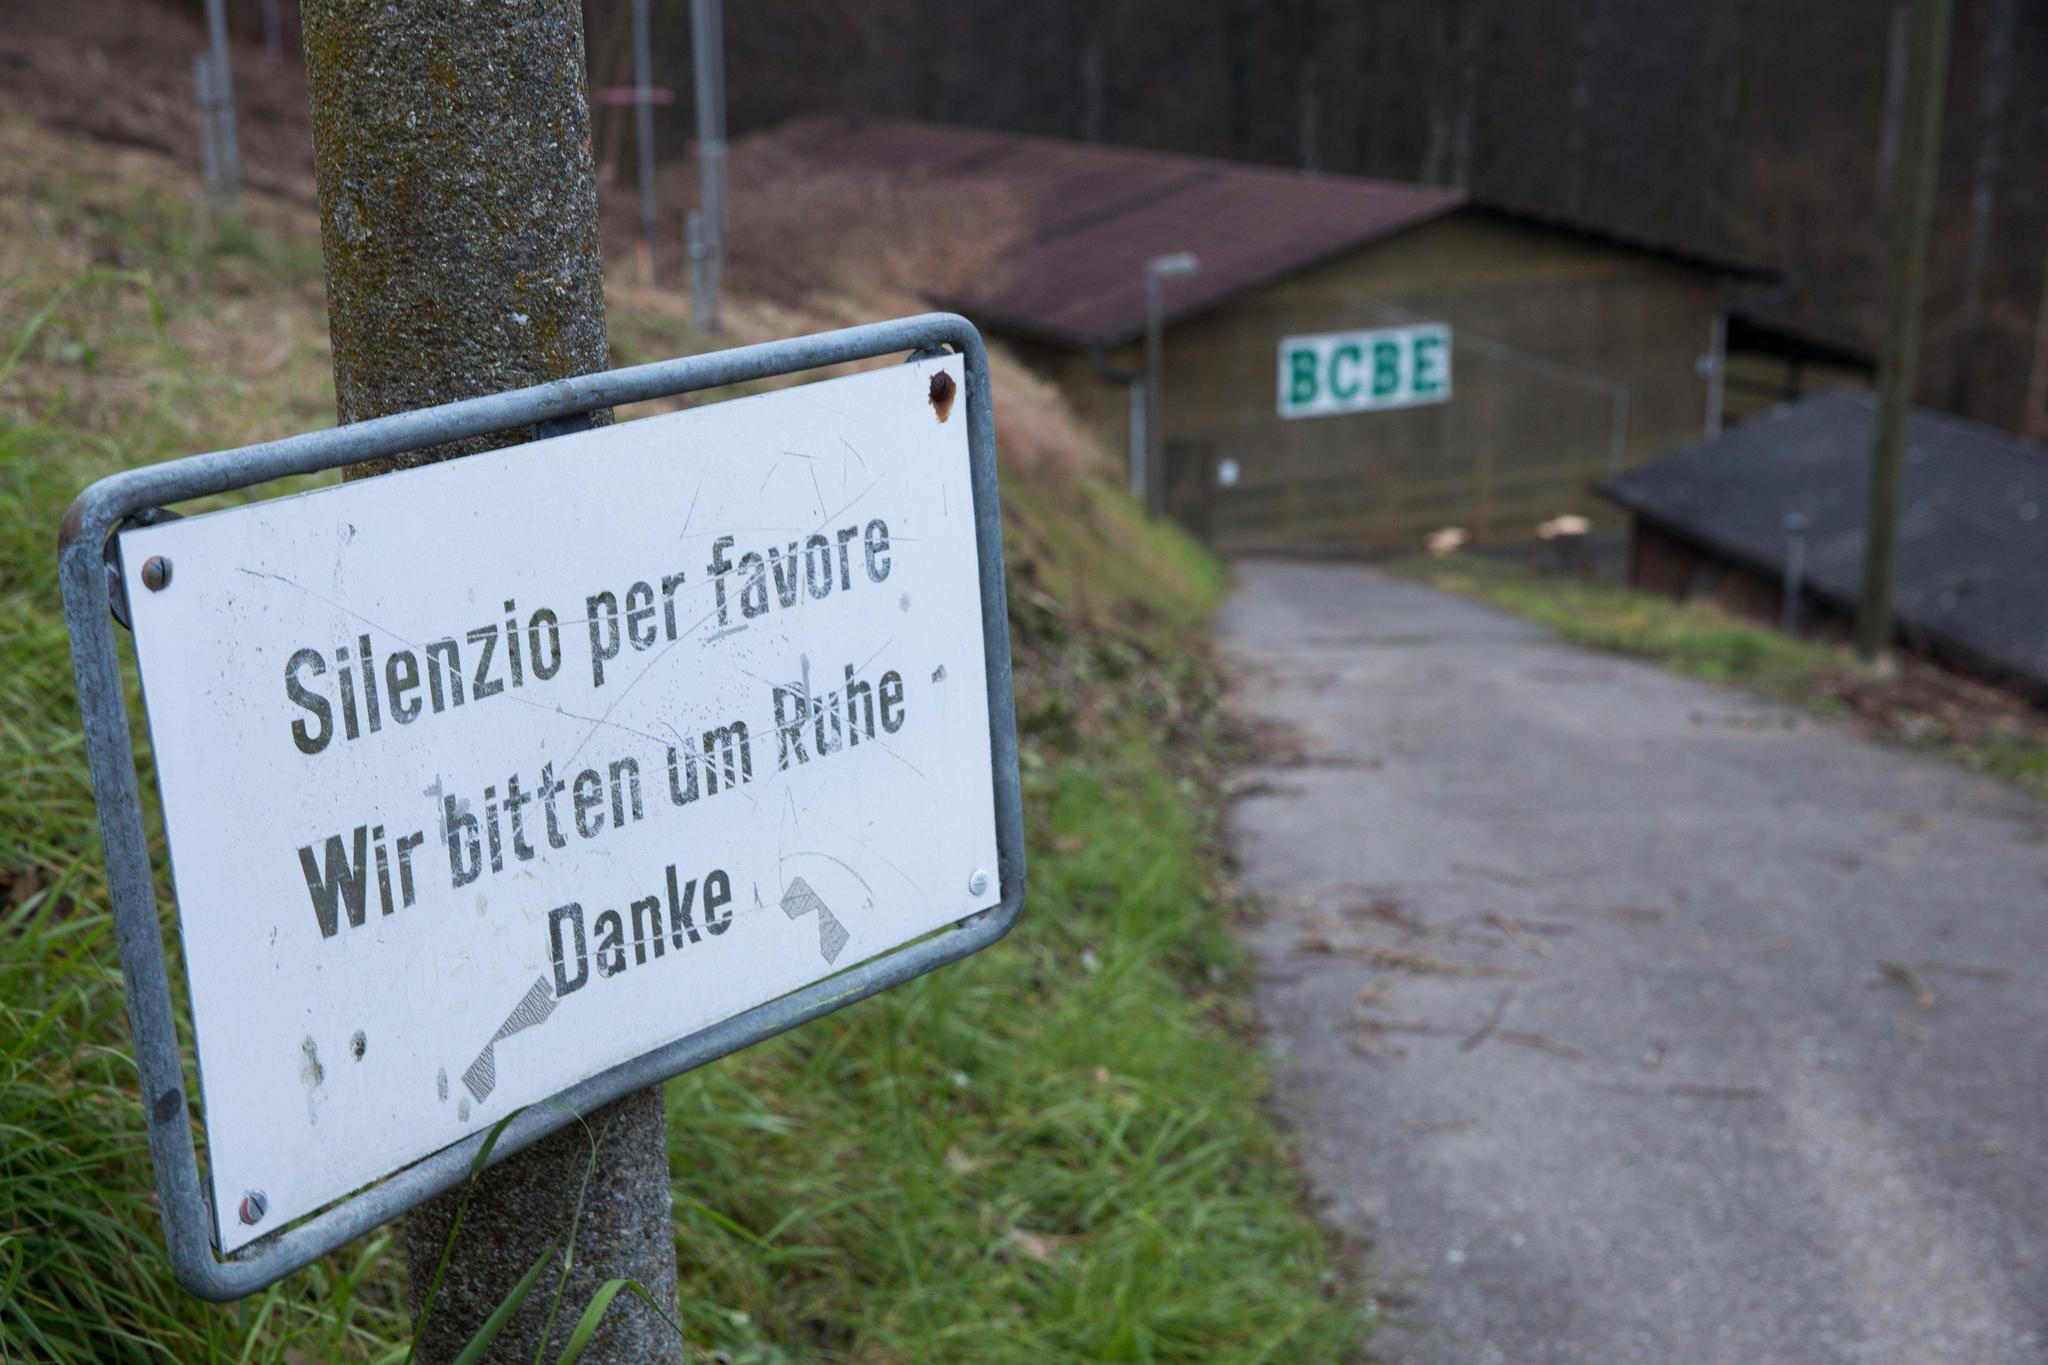 Silenzio per favore
Wir bitten um Ruhe
Danke
BCBE